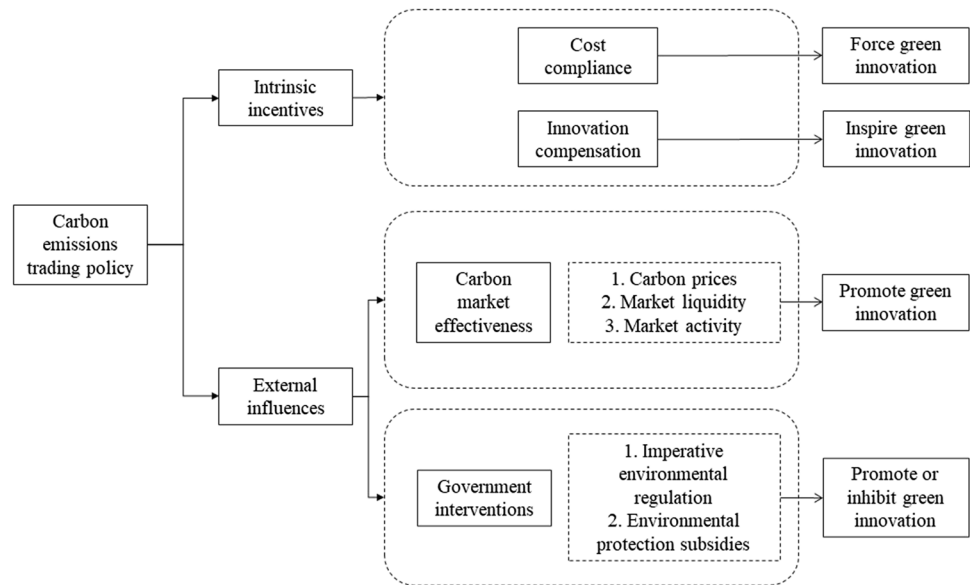 Cost
compliance
Force green
innovation
Intrinsic
incentives
Innovation
compensation
Inspire green
innovation
Carbon
emissions
trading policy
Carbon
market
effectiveness
1. Carbon prices
2. Market liquidity
3. Market activity
Promote green
innovation
External
influences
Government
interventions
1. Imperative
environmental
regulation
2. Environmental
protection subsidies
Promote or
inhibit green
innovation